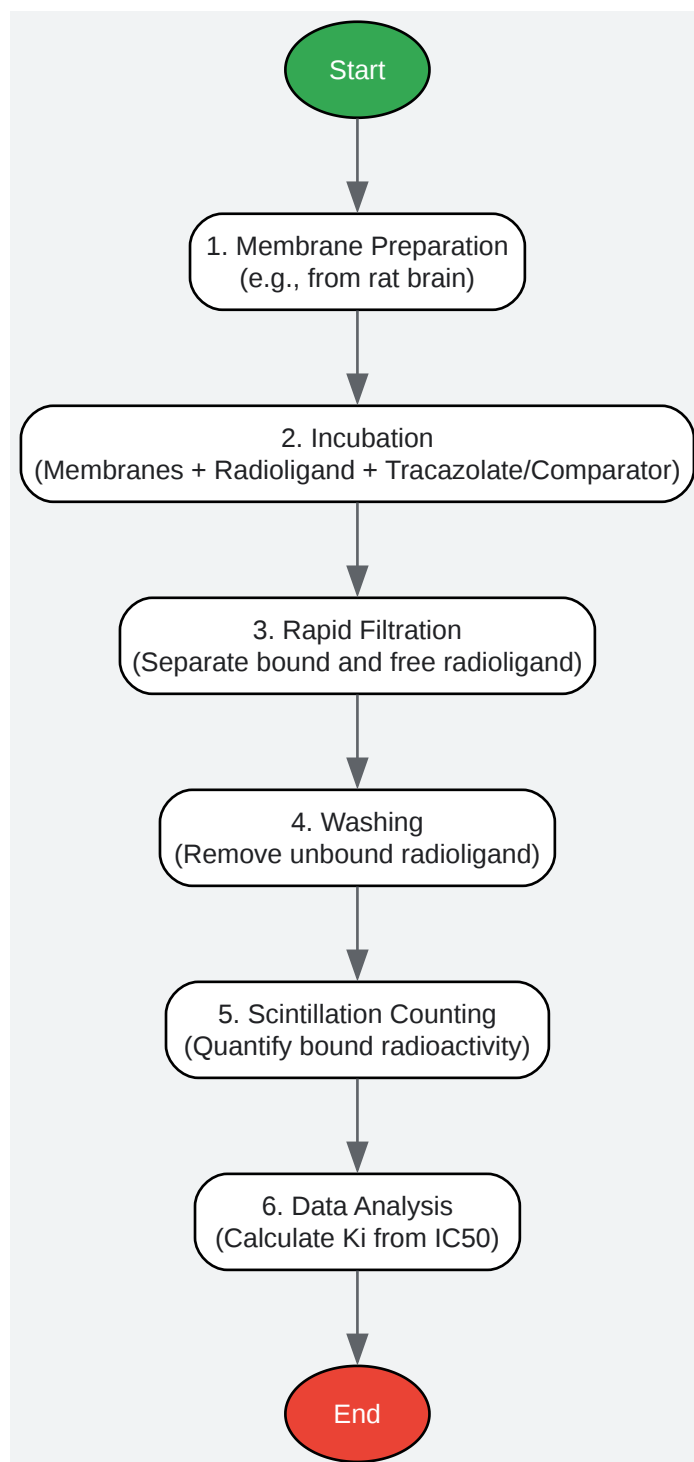 Start
1. Membrane Preparation
(e.g., from rat brain)
2. Incubation
(Membranes + Radioligand + Tracazolate/Comparator)
3. Rapid Filtration
(Separate bound and free radioligand)
4. Washing
(Remove unbound radioligand)
5. Scintillation Counting
(Quantify bound radioactivity)
6. Data Analysis
(Calculate Ki from IC50)
End